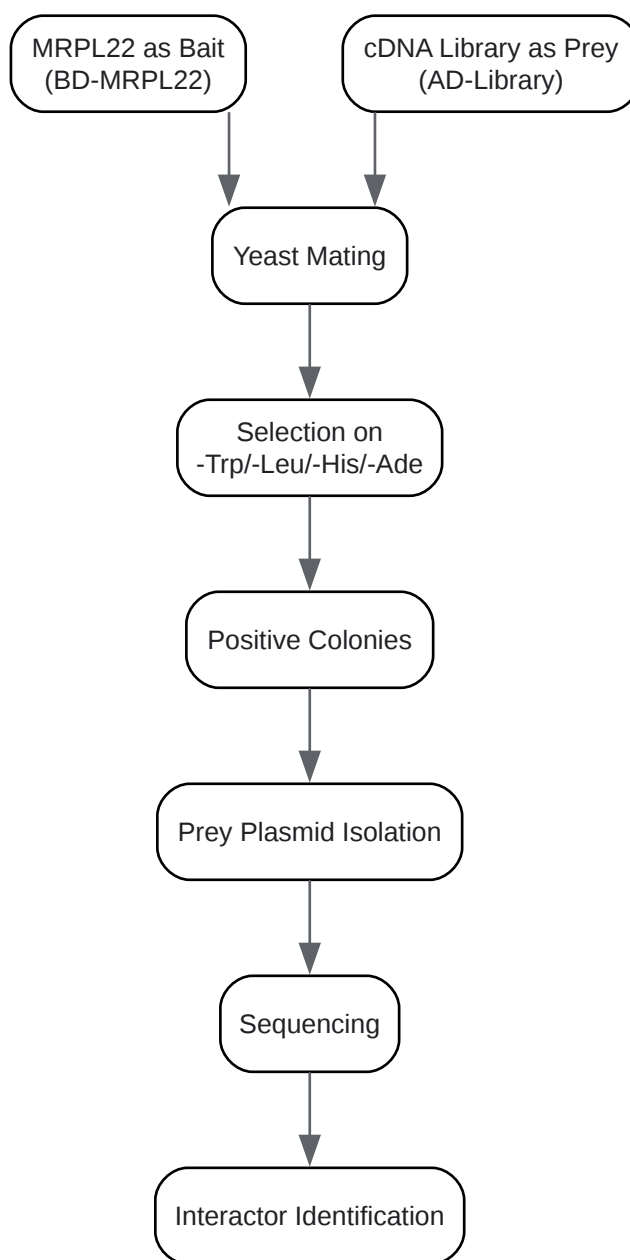 MRPL22 as Bait
(BD-MRPL22)
cDNA Library as Prey
(AD-Library)
Yeast Mating
Selection on
-Trp/-Leu/-His/-Ade
Positive Colonies
Prey Plasmid Isolation
Sequencing
Interactor Identification